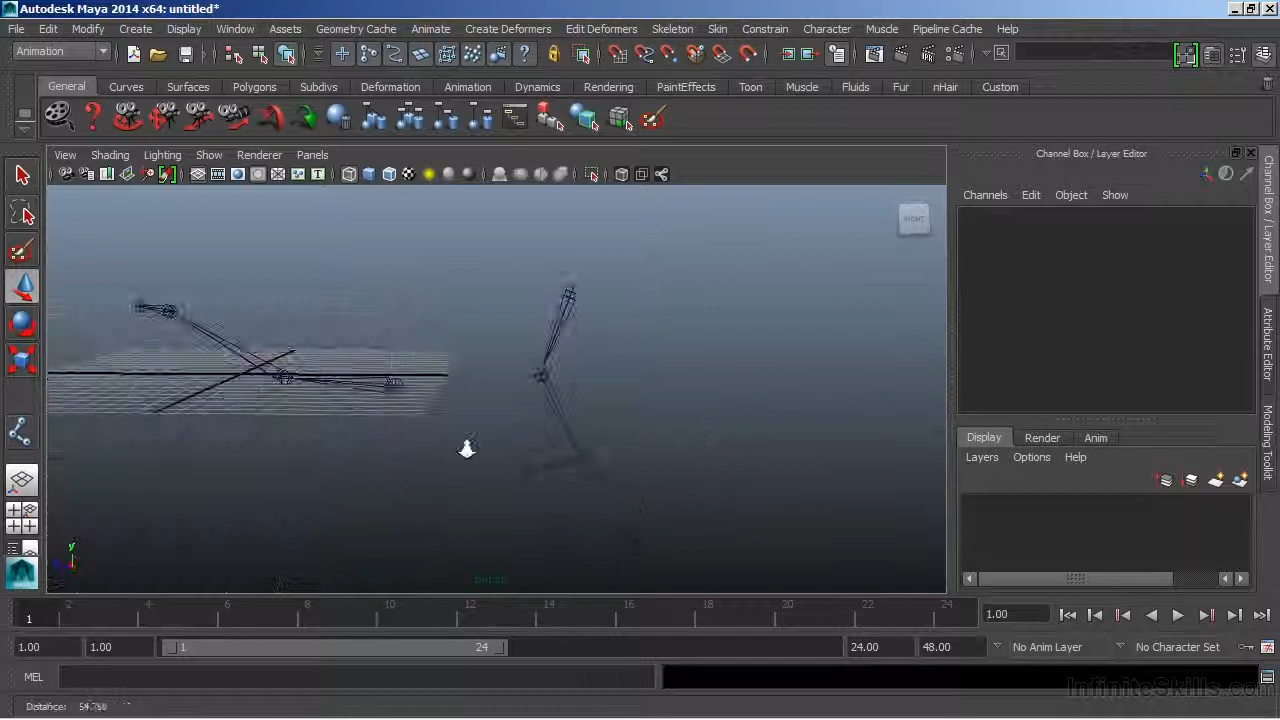 Autodesk Maya 2014 x64: untitled*
File Edit Modify Create Display Window Assets Geometry Cache Animate Create Deformers Edit Deformers Skeleton Skin Constrain Character Muscle Pipeline Cache Help
Animation
General Curves Surfaces Polygons Subdivs Deformation Animation Dynamics Rendering PaintEffects Toon Muscle Fluids Fur nHair Custom
View Shading Lighting Show Renderer Panels
Channel Box / Layer Editor
Channels Edit Object Show
RIGHT
Channel Box / Layer Editor
Attribute Editor
Modeling Toolkit
Display Render Anim
Layers Options Help
y
persp
2 4 6 8 10 12 14 16 18 20 22 24
1
1.00
1.00 1.00 1 24 24.00 48.00 No Anim Layer No Character Set
MEL
InfiniteSkills.com
Distance: